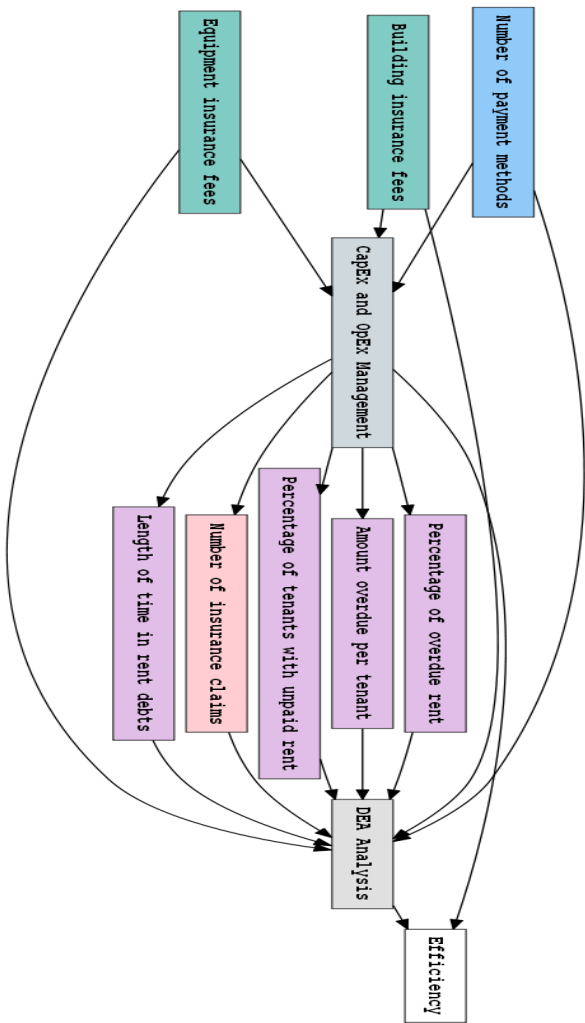 Number of payment methods
Building insurance fees
Equipment insurance fees
CapEx and OpEx Management
Percentage of overdue rent
Amount overdue per tenant
Percentage of tenants with unpaid rent
Number of insurance claims
Length of time in rent debts
DEA Analysis
Efficiency